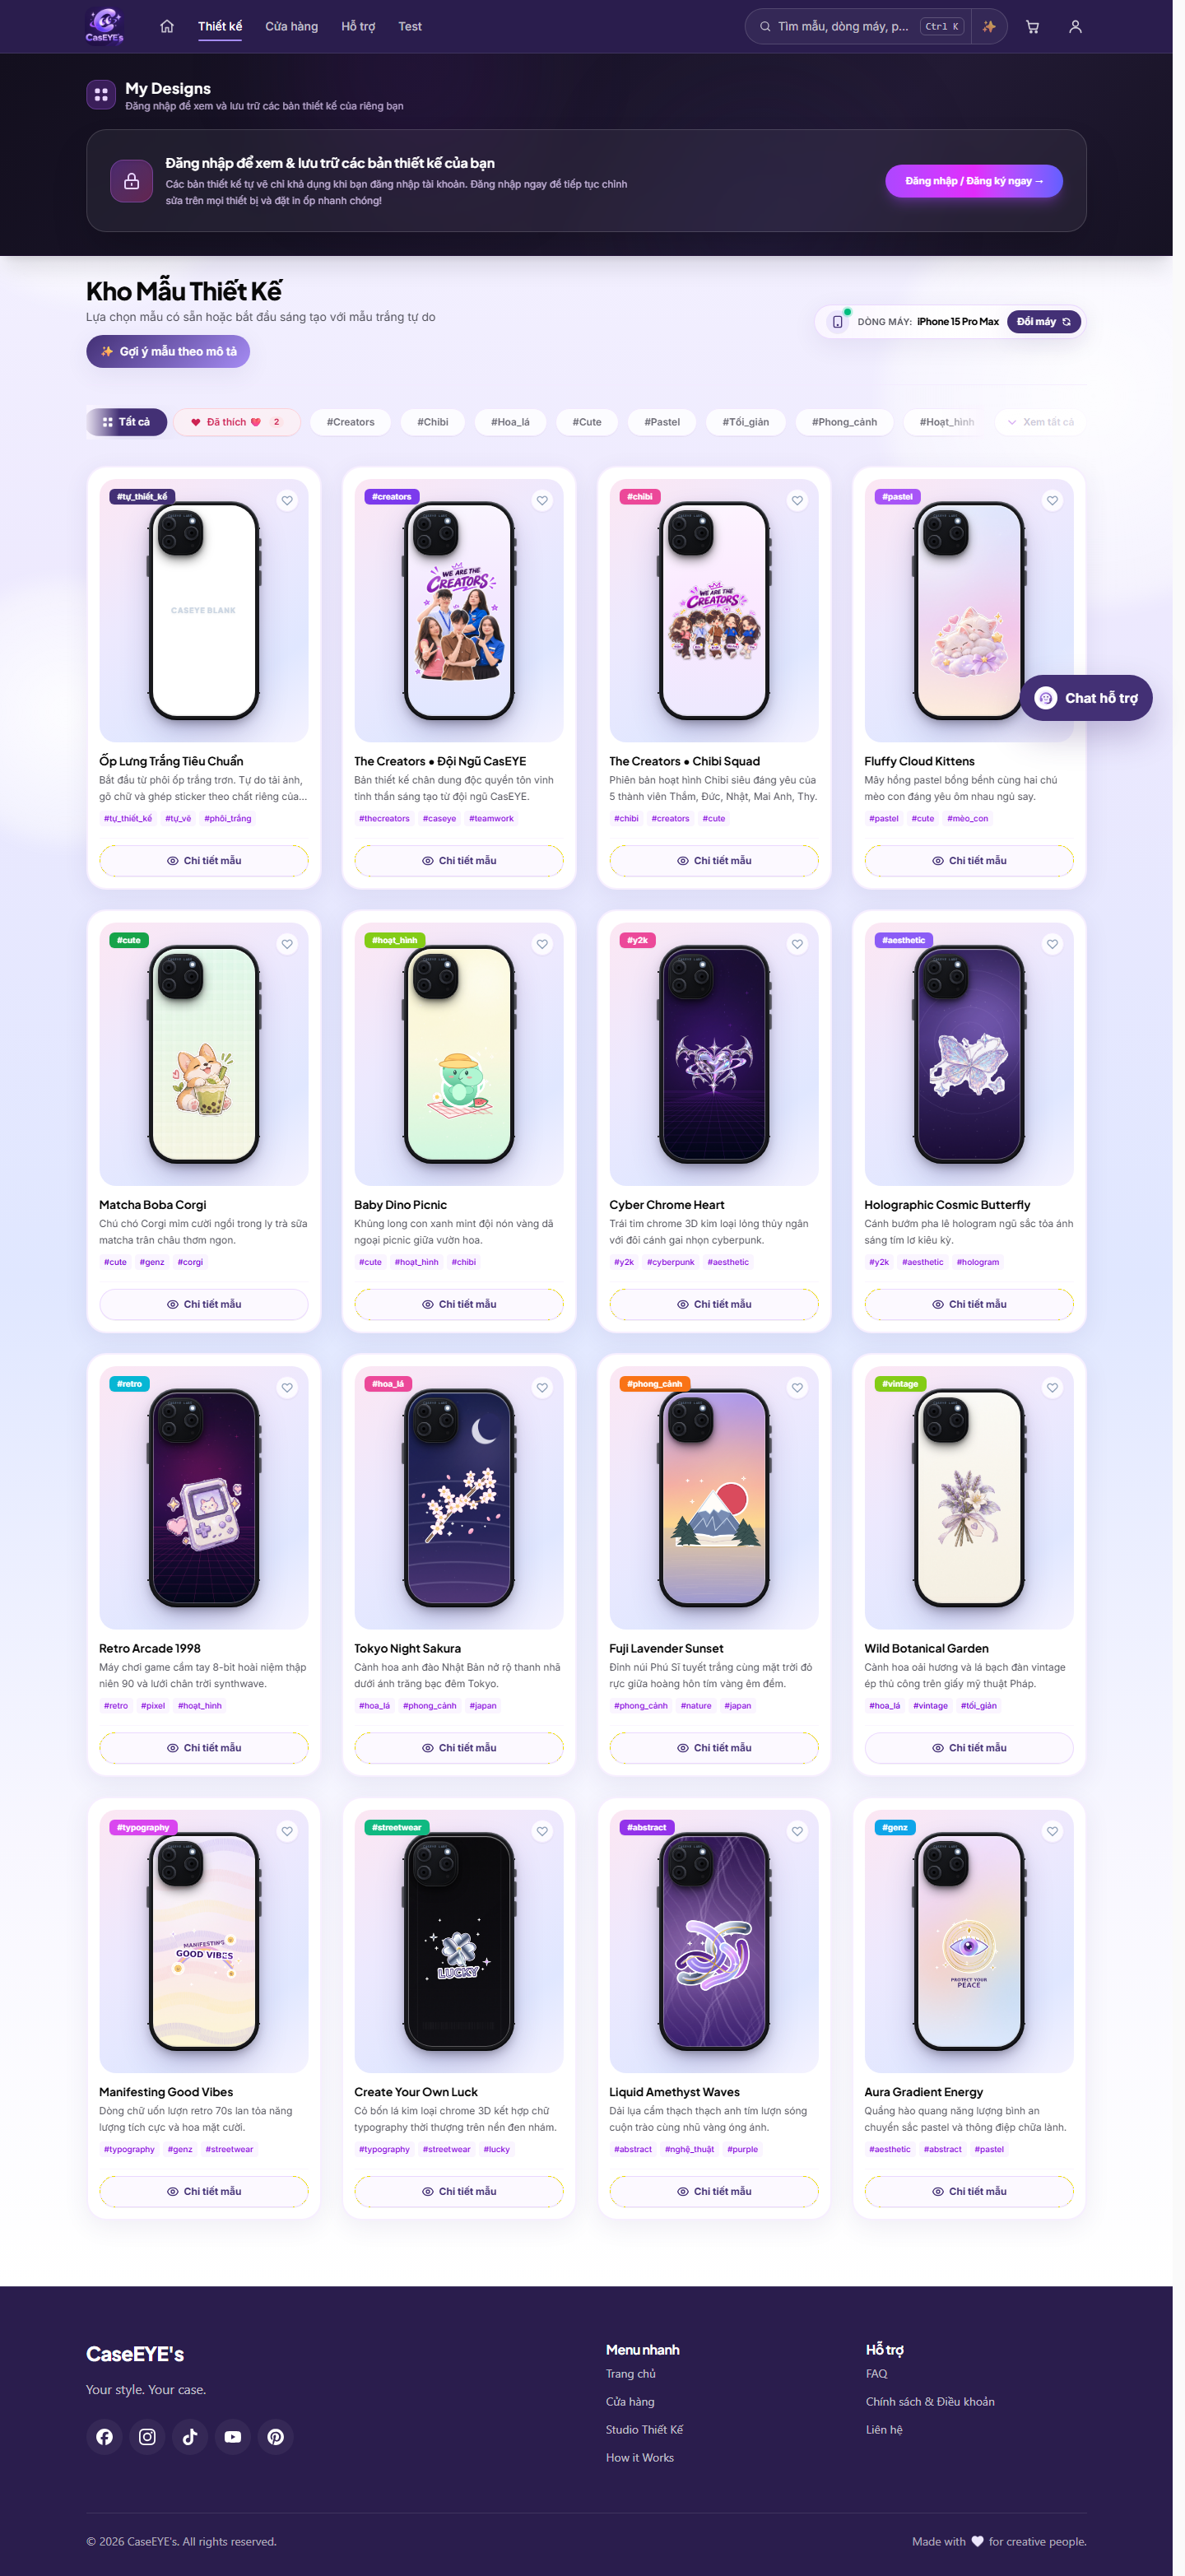 CasEYE's
Thiết kế
Cửa hàng
Hỗ trợ
Test
Tìm mẫu, dòng máy, p...
Ctrl K
My Designs
Đăng nhập để xem và lưu trữ các bản thiết kế của riêng bạn
Đăng nhập để xem & lưu trữ các bản thiết kế của bạn
Các bản thiết kế tự vẽ chỉ khả dụng khi bạn đăng nhập tài khoản. Đăng nhập ngay để tiếp tục chỉnh
sửa trên mọi thiết bị và đặt in ốp nhanh chóng!
Đăng nhập / Đăng ký ngay →
Kho Mẫu Thiết Kế
Lựa chọn mẫu có sẵn hoặc bắt đầu sáng tạo với mẫu trắng tự do
Gợi ý mẫu theo mô tả
DÒNG MÁY: iPhone 15 Pro Max
Đổi máy
Tất cả
Đã thích
2
#Creators
#Chibi
#Hoa_lá
#Cute
#Pastel
#Tối_giản
#Phong_cảnh
#Hoạt_hình
Xem tất cả
#tự_thiết_kế
CASEYE BLANK
#creators
WE ARE THE
CREATORS
#chibi
WE ARE THE
CREATORS
#pastel
Chat hỗ trợ
Ốp Lưng Trắng Tiêu Chuẩn
Bắt đầu từ phôi ốp trắng trơn. Tự do tải ảnh,
gõ chữ và ghép sticker theo chất riêng của...
#tự_thiết_kế
#tự_vẽ
#phôi_trắng
Chi tiết mẫu
The Creators • Đội Ngũ CasEYE
Bản thiết kế chân dung độc quyền tôn vinh
tinh thần sáng tạo từ đội ngũ CasEYE.
#thecreators
#caseye
#teamwork
Chi tiết mẫu
The Creators • Chibi Squad
Phiên bản hoạt hình Chibi siêu đáng yêu của
5 thành viên Thắm, Đức, Nhật, Mai Anh, Thy.
#chibi
#creators
#cute
Chi tiết mẫu
Fluffy Cloud Kittens
Mây hồng pastel bồng bềnh cùng hai chú
mèo con đáng yêu ôm nhau ngủ say.
#pastel
#cute
#mèo_con
Chi tiết mẫu
#cute
#hoạt_hình
#y2k
#aesthetic
Matcha Boba Corgi
Chú chó Corgi mỉm cười ngồi trong ly trà sữa
matcha trân châu thơm ngon.
#cute
#genz
#corgi
Chi tiết mẫu
Baby Dino Picnic
Khủng long con xanh mint đội nón vàng dã
ngoại picnic giữa vườn hoa.
#cute
#hoạt_hình
#chibi
Chi tiết mẫu
Cyber Chrome Heart
Trái tim chrome 3D kim loại lỏng thủy ngân
với đôi cánh gai nhọn cyberpunk.
#y2k
#cyberpunk
#aesthetic
Chi tiết mẫu
Holographic Cosmic Butterfly
Cánh bướm pha lê hologram ngũ sắc tỏa ánh
sáng tím lơ kiêu kỳ.
#y2k
#aesthetic
#hologram
Chi tiết mẫu
#retro
#hoa_lá
#phong_cảnh
#vintage
Retro Arcade 1998
Máy chơi game cầm tay 8-bit hoài niệm thập
niên 90 và lưới chân trời synthwave.
#retro
#pixel
#hoạt_hình
Chi tiết mẫu
Tokyo Night Sakura
Cành hoa anh đào Nhật Bản nở rộ thanh nhã
dưới ánh trăng bạc đêm Tokyo.
#hoa_lá
#phong_cảnh
#japan
Chi tiết mẫu
Fuji Lavender Sunset
Đỉnh núi Phú Sĩ tuyết trắng cùng mặt trời đỏ
rực giữa hoàng hôn tím vàng êm đềm.
#phong_cảnh
#nature
#japan
Chi tiết mẫu
Wild Botanical Garden
Cành hoa oải hương và lá bạch đàn vintage
ép thủ công trên giấy mỹ thuật Pháp.
#hoa_lá
#vintage
#tối_giản
Chi tiết mẫu
#typography
MANIFESTING
GOOD VIBES
#streetwear
LUCKY
#abstract
#genz
PROTECT YOUR
PEACE
Manifesting Good Vibes
Dòng chữ uốn lượn retro 70s lan tỏa năng
lượng tích cực và hoa mặt cười.
#typography
#genz
#streetwear
Chi tiết mẫu
Create Your Own Luck
Cỏ bốn lá kim loại chrome 3D kết hợp chữ
typography thời thượng trên nền đen nhám.
#typography
#streetwear
#lucky
Chi tiết mẫu
Liquid Amethyst Waves
Dải lụa cẩm thạch thạch anh tím lượn sóng
cuộn trào cùng nhũ vàng óng ánh.
#abstract
#nghệ_thuật
#purple
Chi tiết mẫu
Aura Gradient Energy
Quầng hào quang năng lượng bình an
chuyển sắc pastel và thông điệp chữa lành.
#aesthetic
#abstract
#pastel
Chi tiết mẫu
CaseEYE's
Your style. Your case.
Menu nhanh
Trang chủ
Cửa hàng
Studio Thiết Kế
How it Works
Hỗ trợ
FAQ
Chính sách & Điều khoản
Liên hệ
© 2026 CaseEYE's. All rights reserved.
Made with 🤍 for creative people.